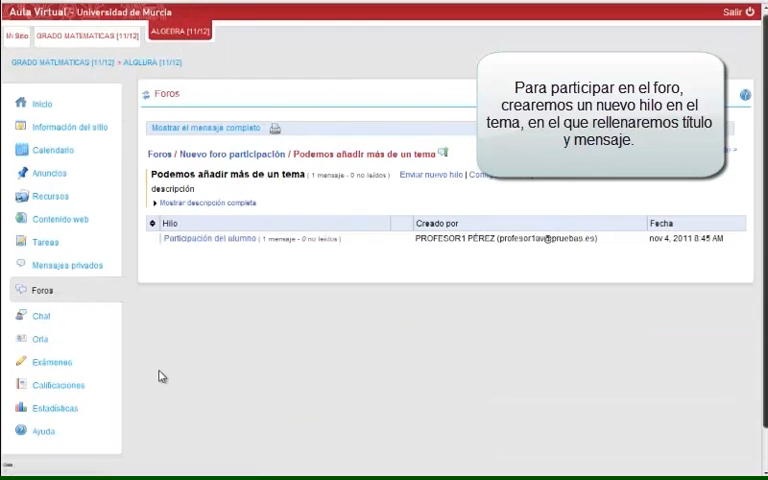 Aula Virtual - Universidad de Murcia
Salir
Mi Sitio
GRADO MATEMATICAS [11/12]
ALGEBRA [11/12]
GRADO MATEMATICAS [11/12] > ALGEBRA [11/12]
Para participar en el foro,
crearemos un nuevo hilo en el
tema, en el que rellenaremos título
y mensaje.
Inicio
Información del sitio
Calendario
Anuncios
Recursos
Contenido web
Tareas
Mensajes privados
Foros
Chat
Orla
Exámenes
Calificaciones
Estadísticas
Ayuda
Foros
Mostrar el mensaje completo
Foros / Nuevo foro participación / Podemos añadir más de un tema
Podemos añadir más de un tema ( 1 mensaje - 0 no leídos ) Enviar nuevo hilo |
descripción
Mostrar descripción completa
Hilo Creado por Fecha
Participación del alumno ( 1 mensaje - 0 no leídos ) PROFESOR1 PÉREZ (profesor1av@pruebas.es) nov 4, 2011 8:45 AM